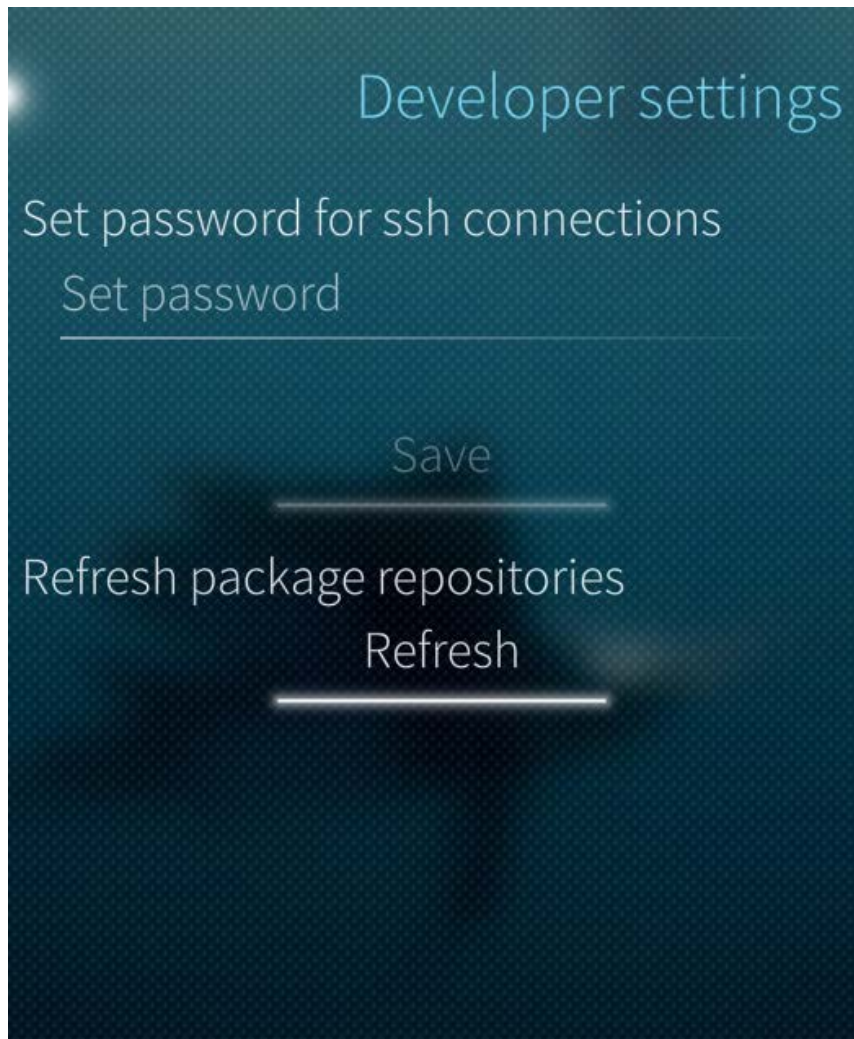 Developer settings
Set password for ssh connections
Set password
Save
Refresh package repositories
Refresh